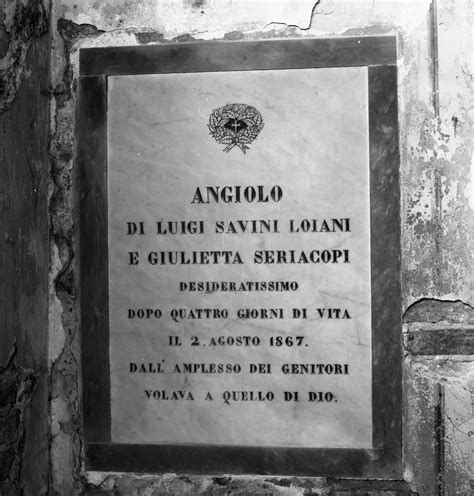 ANGIOLO
DI LUIGI SAVINI LOIANI
E GIULIETTA SERIACOPI
DESIDERATISSIMO
DOPO QUATTRO GIORNI DI VITA
IL 2. AGOSTO 1867.
DALL' AMPLESSO DEI GENITORI
VOLAVA A QUELLO DI DIO.